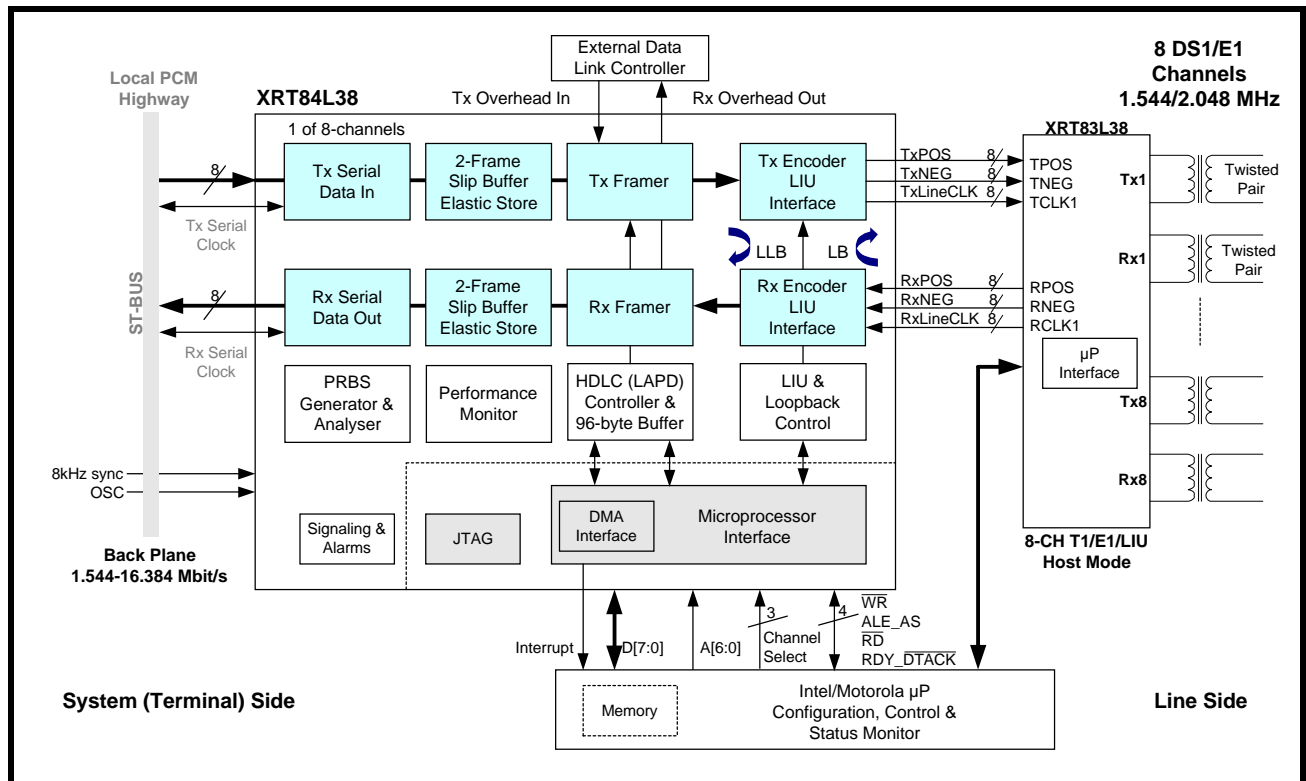 External Data
Link Controller
8 DS1/E1
Channels
1.544/2.048 MHz
Local PCM
Highway
XRT84L38
Tx Overhead In
Rx Overhead Out
1 of 8-channels
XRT83L38
8
Tx Serial
Data In
2-Frame
Slip Buffer
Elastic Store
Tx Framer
Tx Encoder
LIU
Interface
TxPOS 8
TxNEG 8
TxLineCLK 8
TPOS
TNEG
TCLK1
Tx1
Twisted
Pair
Tx Serial
Clock
LLB
LB
Rx1
Twisted
Pair
ST-BUS
8
Rx Serial
Data Out
2-Frame
Slip Buffer
Elastic Store
Rx Framer
Rx Encoder
LIU
Interface
RxPOS 8
RxNEG 8
RxLineCLK 8
RPOS
RNEG
RCLK1
Rx Serial
Clock
µP
Interface
PRBS
Generator &
Analyser
Performance
Monitor
HDLC (LAPD)
Controller &
96-byte Buffer
LIU &
Loopback
Control
Tx8
8kHz sync
OSC
Rx8
Signaling &
Alarms
JTAG
DMA
Interface
Microprocessor
Interface
Back Plane
1.544-16.384 Mbit/s
8-CH T1/E1/LIU
Host Mode
Interrupt
D[7:0]
A[6:0]
3
Channel
Select
4
WR
ALE_AS
RD
RDY_DTACK
System (Terminal) Side
Memory
Intel/Motorola µP
Configuration, Control &
Status Monitor
Line Side